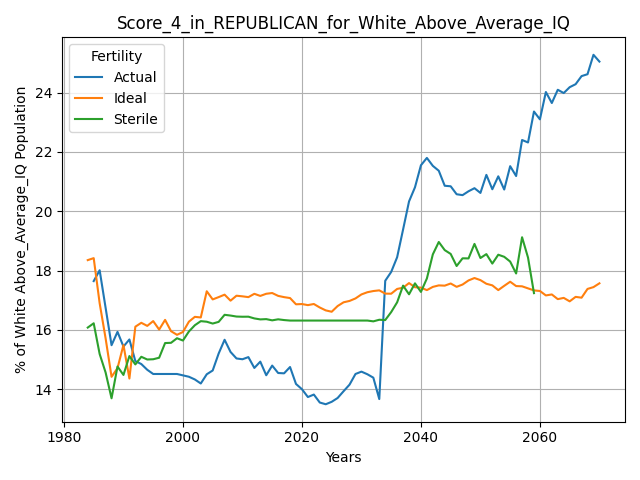 Score_4_in_REPUBLICAN_for_White_Above_Average_IQ
Fertility
Actual
Ideal
Sterile
% of White Above_Average_IQ Population
24
22
20
18
16
14
1980
2000
2020
2040
2060
Years